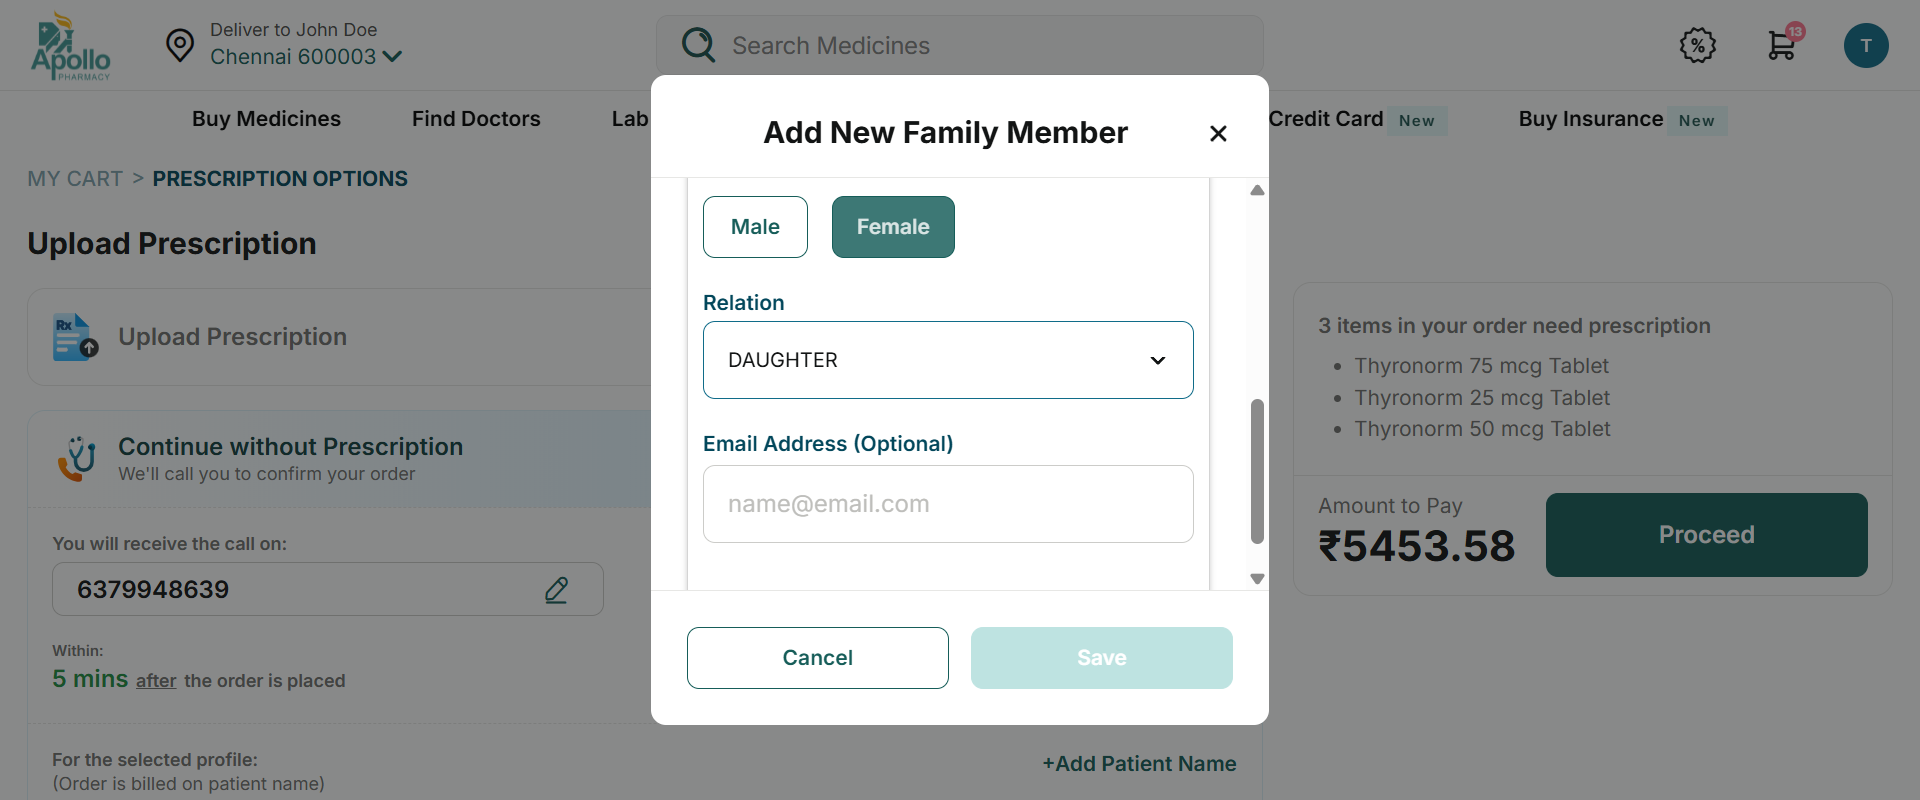 Apollo
PHARMACY
Deliver to John Doe
Chennai 600003
Search Medicines
%
13
T
Buy Medicines
Find Doctors
Lab
Credit Card
New
Buy Insurance
New
MY CART > PRESCRIPTION OPTIONS
Upload Prescription
Rx
Upload Prescription
Continue without Prescription
We'll call you to confirm your order
You will receive the call on:
6379948639
Within:
5 mins after the order is placed
For the selected profile:
(Order is billed on patient name)
+Add Patient Name
Add New Family Member
Male
Female
Relation
DAUGHTER
Email Address (Optional)
name@email.com
Cancel
Save
3 items in your order need prescription
• Thyronorm 75 mcg Tablet
• Thyronorm 25 mcg Tablet
• Thyronorm 50 mcg Tablet
Amount to Pay
₹5453.58
Proceed